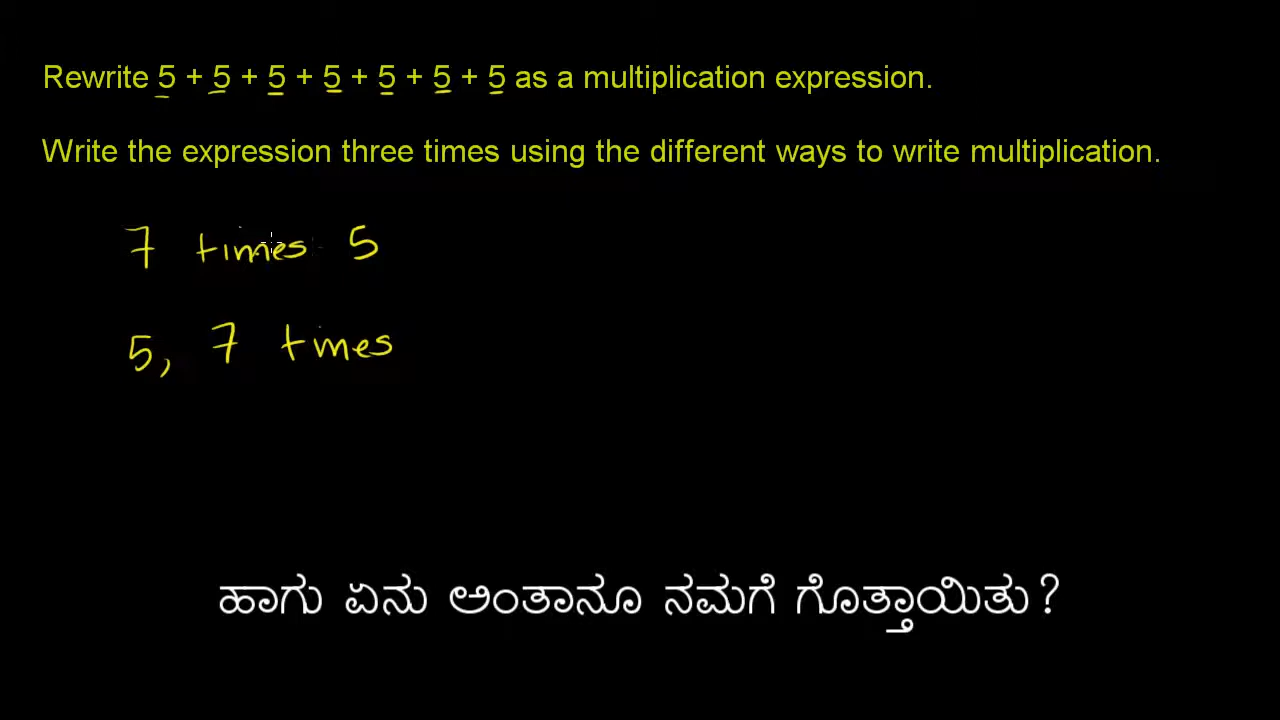 Rewrite 5 + 5 + 5 + 5 + 5 + 5 + 5 as a multiplication expression.
Write the expression three times using the different ways to write multiplication.
7 times 5
5, 7 times
ಹಾಗು ಏನು ಅಂತಾನೂ ನಮಗೆ ಗೊತ್ತಾಯಿತು?